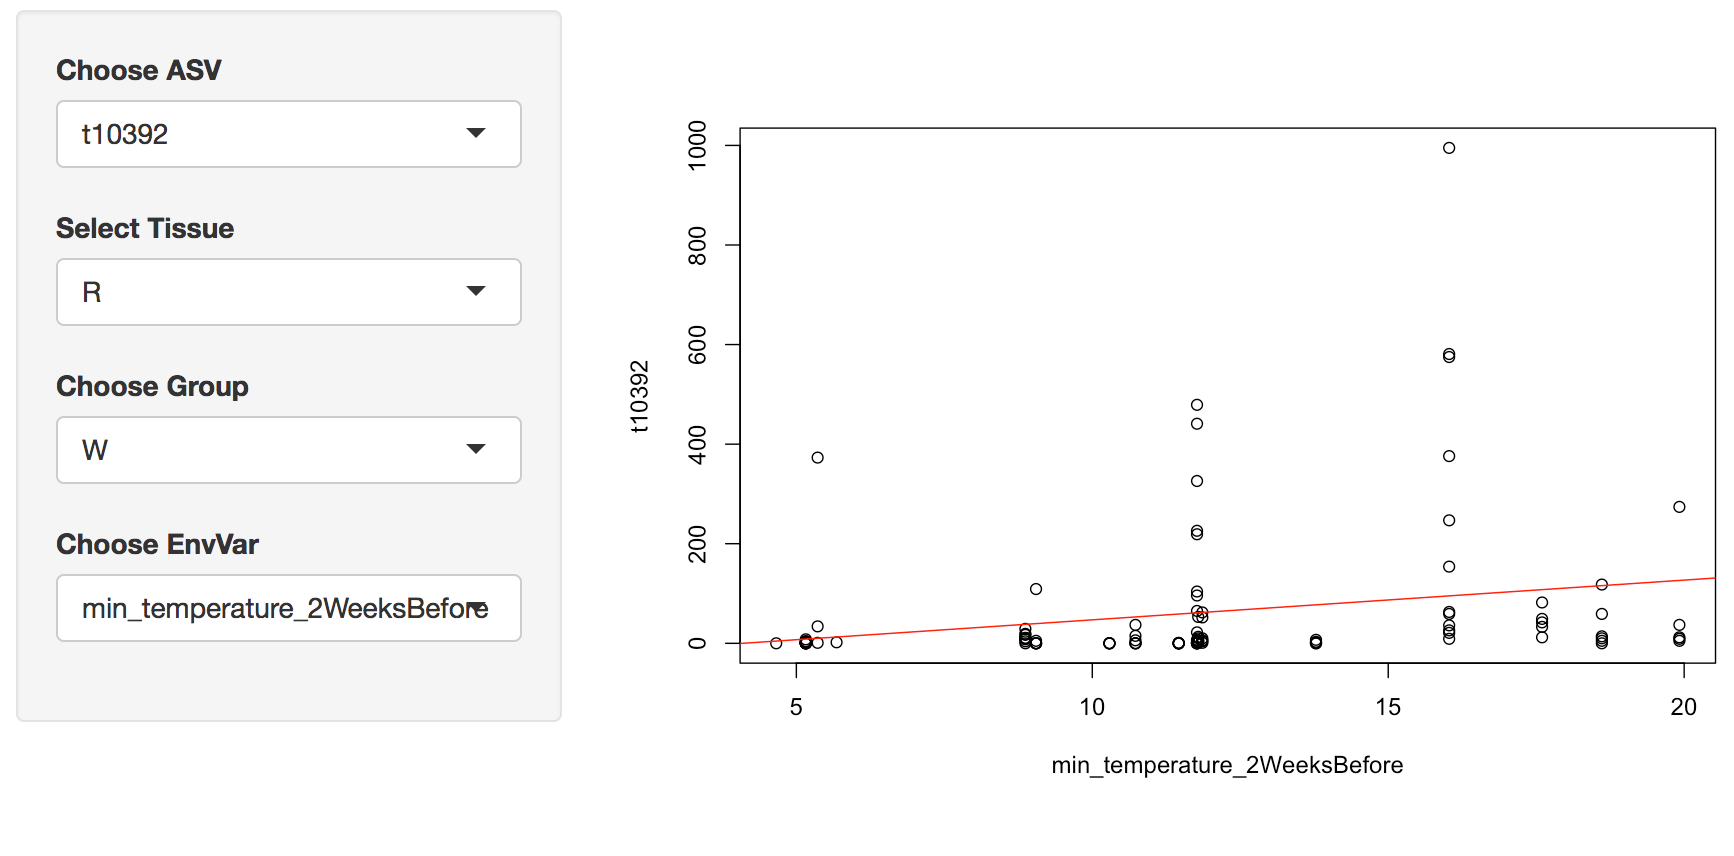 Choose ASV
t10392
Select Tissue
R
Choose Group
W
Choose EnvVar
min_temperature_2WeeksBefore
1000
800
600
400
200
0
t10392
5 10 15 20
min_temperature_2WeeksBefore